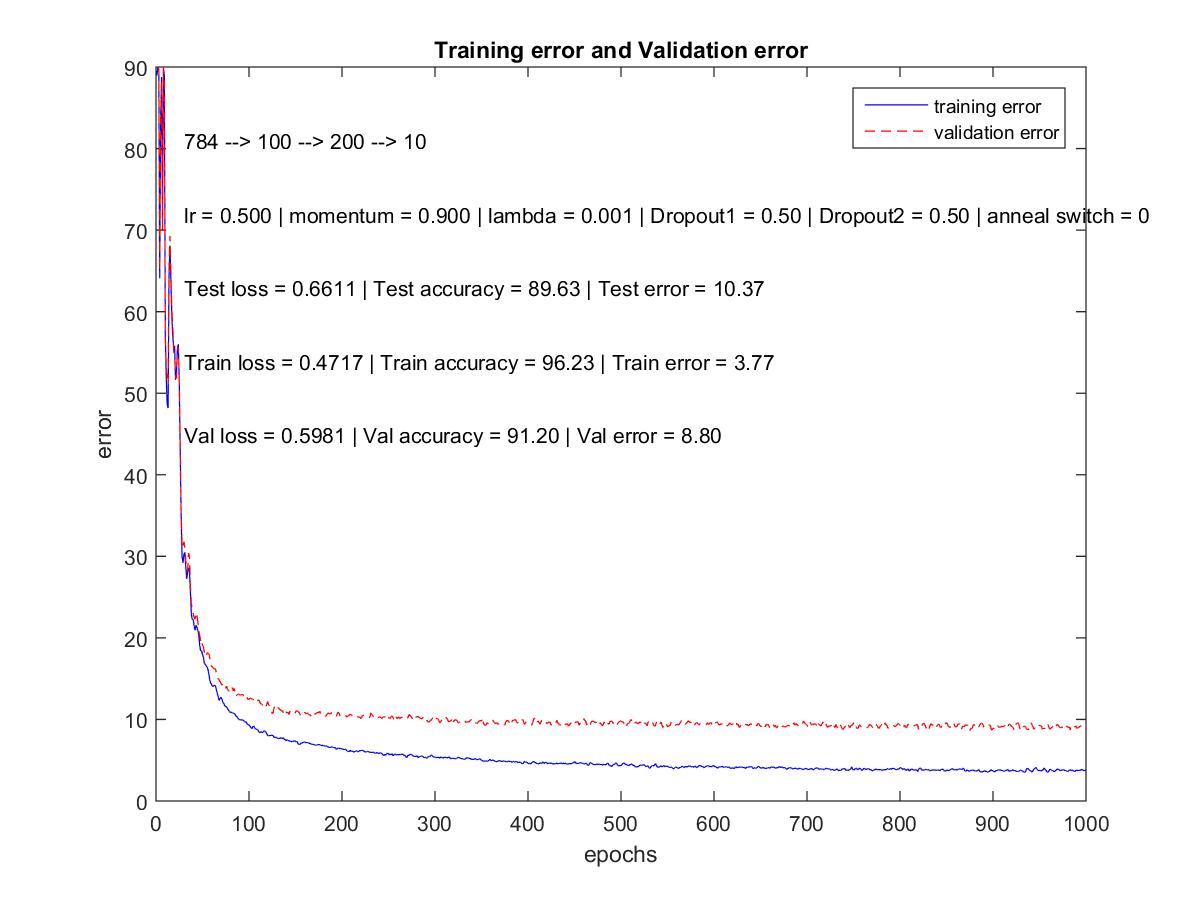 Training error and Validation error
90
80
70
60
50
40
30
20
10
0
error
training error
validation error
784 --> 100 --> 200 --> 10
lr = 0.500 | momentum = 0.900 | lambda = 0.001 | Dropout1 = 0.50 | Dropout2 = 0.50 | anneal switch = 0
Test loss = 0.6611 | Test accuracy = 89.63 | Test error = 10.37
Train loss = 0.4717 | Train accuracy = 96.23 | Train error = 3.77
Val loss = 0.5981 | Val accuracy = 91.20 | Val error = 8.80
0 100 200 300 400 500 600 700 800 900 1000
epochs